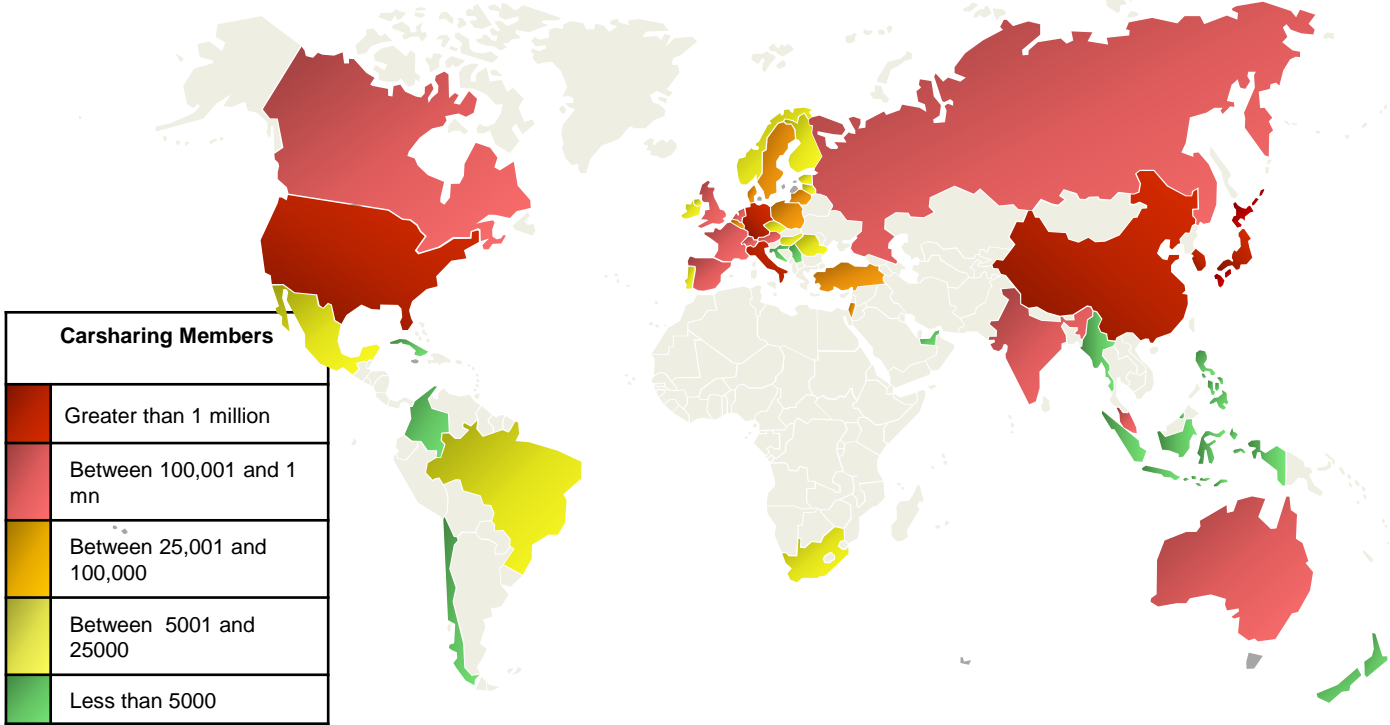 Carsharing Members
Greater than 1 million
Between 100,001 and 1
mn
Between 25,001 and
100,000
Between  5001 and
25000
Less than 5000